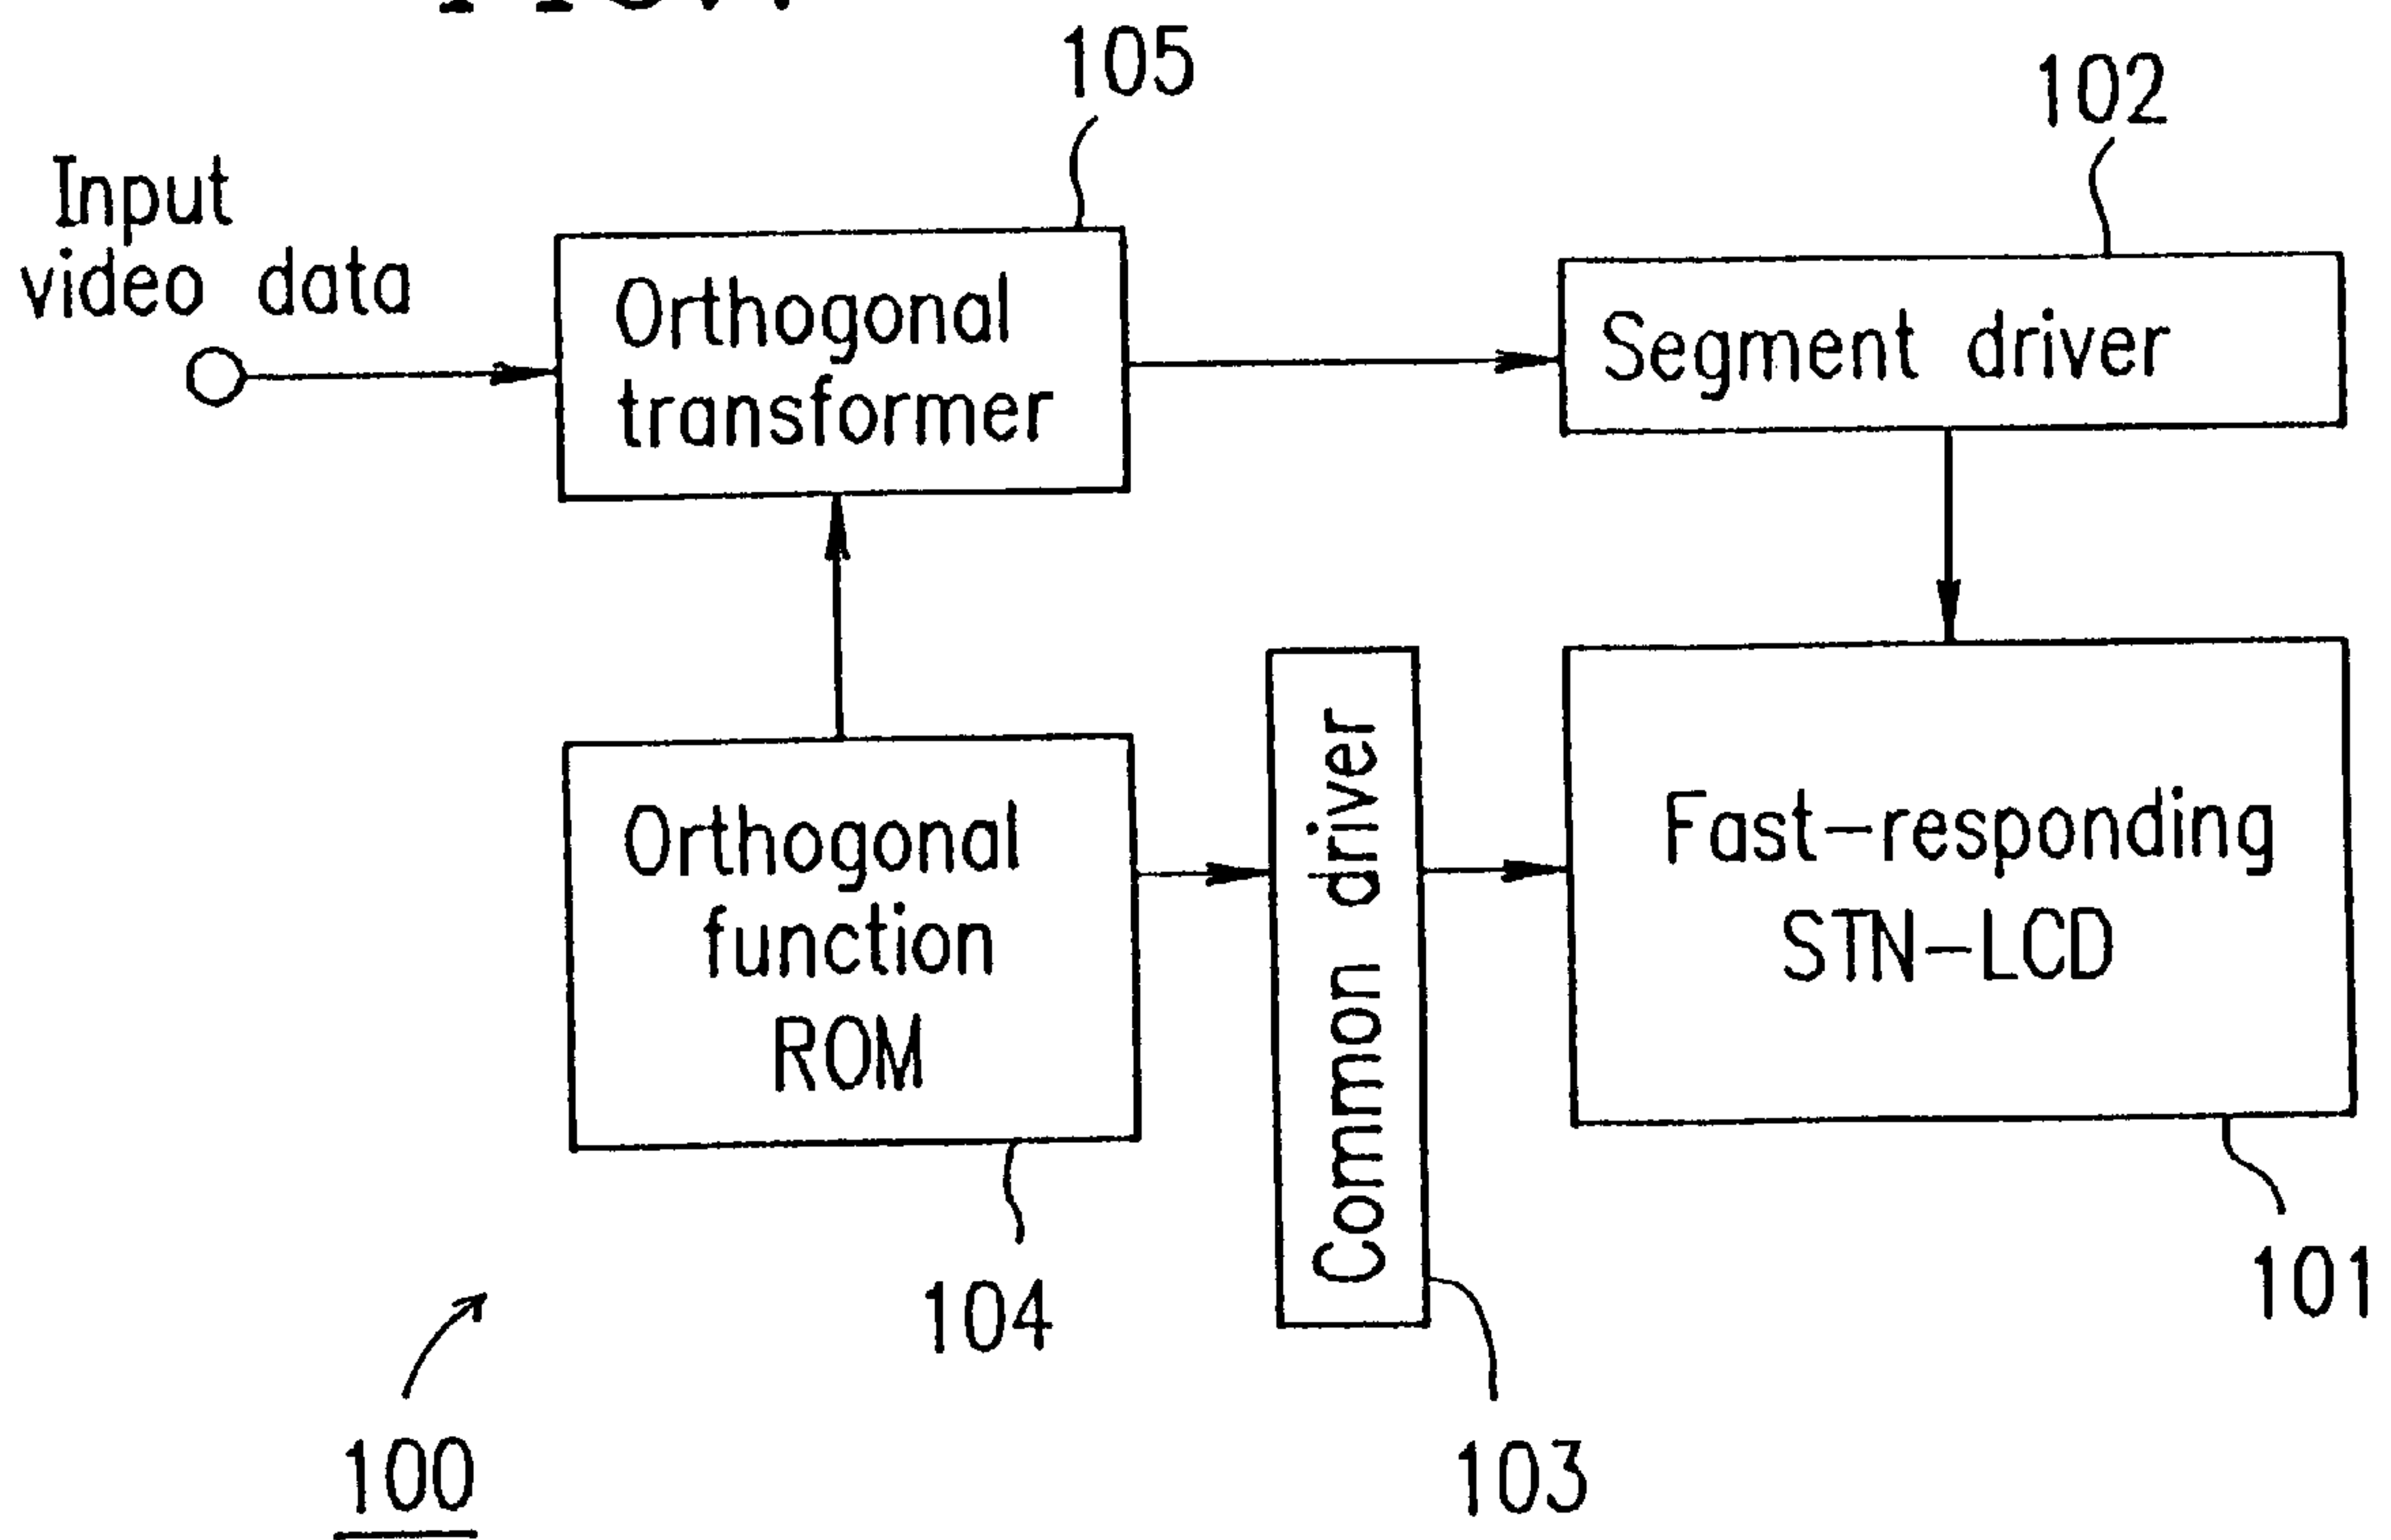 105
102
Input
video data
Orthogonal
transformer
Segment driver
Orthogonal
function
ROM
Common driver
Fast-responding
STN-LCD
104
101
103
100